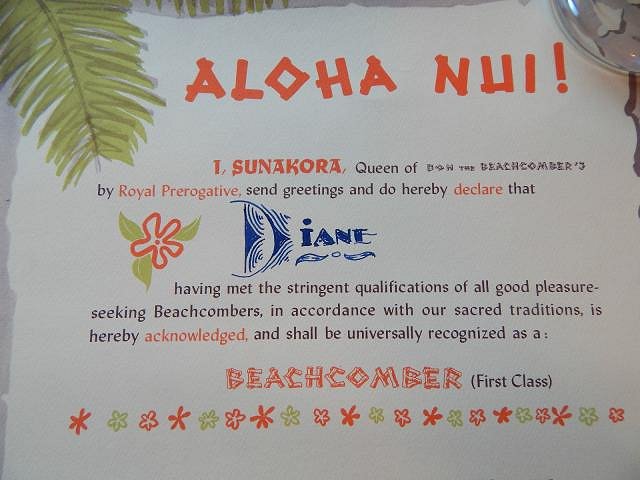 ALOHA NUI!
I, SUNAKORA, Queen of DON THE BEACHCOMBER'S
by Royal Prerogative, send greetings and do hereby declare that
DIANE
having met the stringent qualifications of all good pleasure-
seeking Beachcombers, in accordance with our sacred traditions, is
hereby acknowledged, and shall be universally recognized as a:
BEACHCOMBER (First Class)